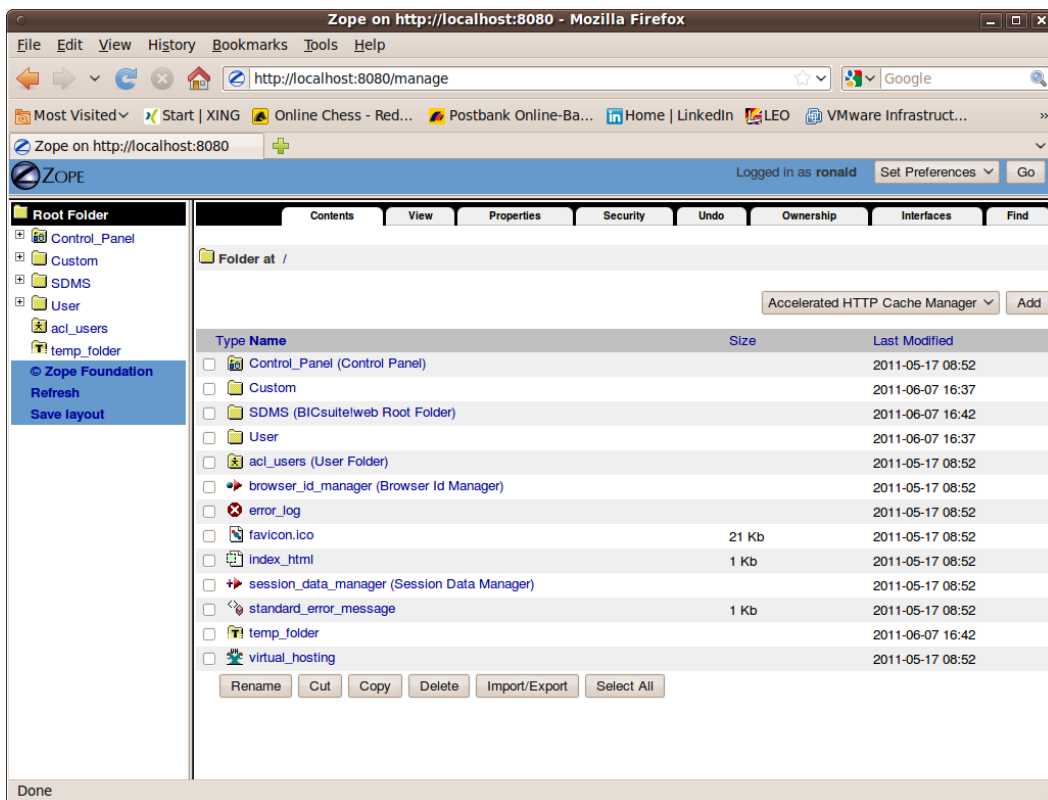 Zope on http://localhost:8080 - Mozilla Firefox
File Edit View History Bookmarks Tools Help
http://localhost:8080/manage Google
Most Visited Start | XING Online Chess - Red... Postbank Online-Ba... Home | LinkedIn LEO VMware Infrastruct... »
Zope on http://localhost:8080
ZOPE Logged in as ronald Set Preferences Go
Root Folder
Control_Panel
Custom
SDMS
User
acl_users
temp_folder
© Zope Foundation
Refresh
Save layout
Contents View Properties Security Undo Ownership Interfaces Find
Folder at /
Accelerated HTTP Cache Manager Add
Type Name Size Last Modified
Control_Panel (Control Panel) 2011-05-17 08:52
Custom 2011-06-07 16:37
SDMS (BICsuite!web Root Folder) 2011-06-07 16:42
User 2011-06-07 16:37
acl_users (User Folder) 2011-05-17 08:52
browser_id_manager (Browser Id Manager) 2011-05-17 08:52
error_log 2011-05-17 08:52
favicon.ico 21 Kb 2011-05-17 08:52
index_html 1 Kb 2011-05-17 08:52
session_data_manager (Session Data Manager) 2011-05-17 08:52
standard_error_message 1 Kb 2011-05-17 08:52
temp_folder 2011-06-07 16:42
virtual_hosting 2011-05-17 08:52
Rename Cut Copy Delete Import/Export Select All
Done